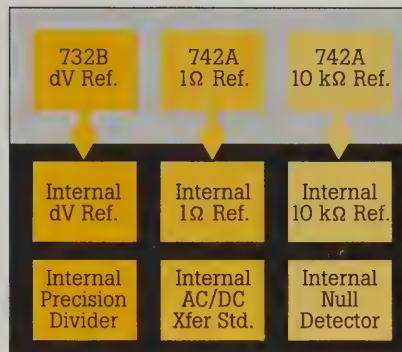 732B
dV Ref.
742A
1Ω Ref.
742A
10 kΩ Ref.
Internal
dV Ref.
Internal
1Ω Ref.
Internal
10 kΩ Ref.
Internal
Precision
Divider
Internal
AC/DC
Xfer Std.
Internal
Null
Detector